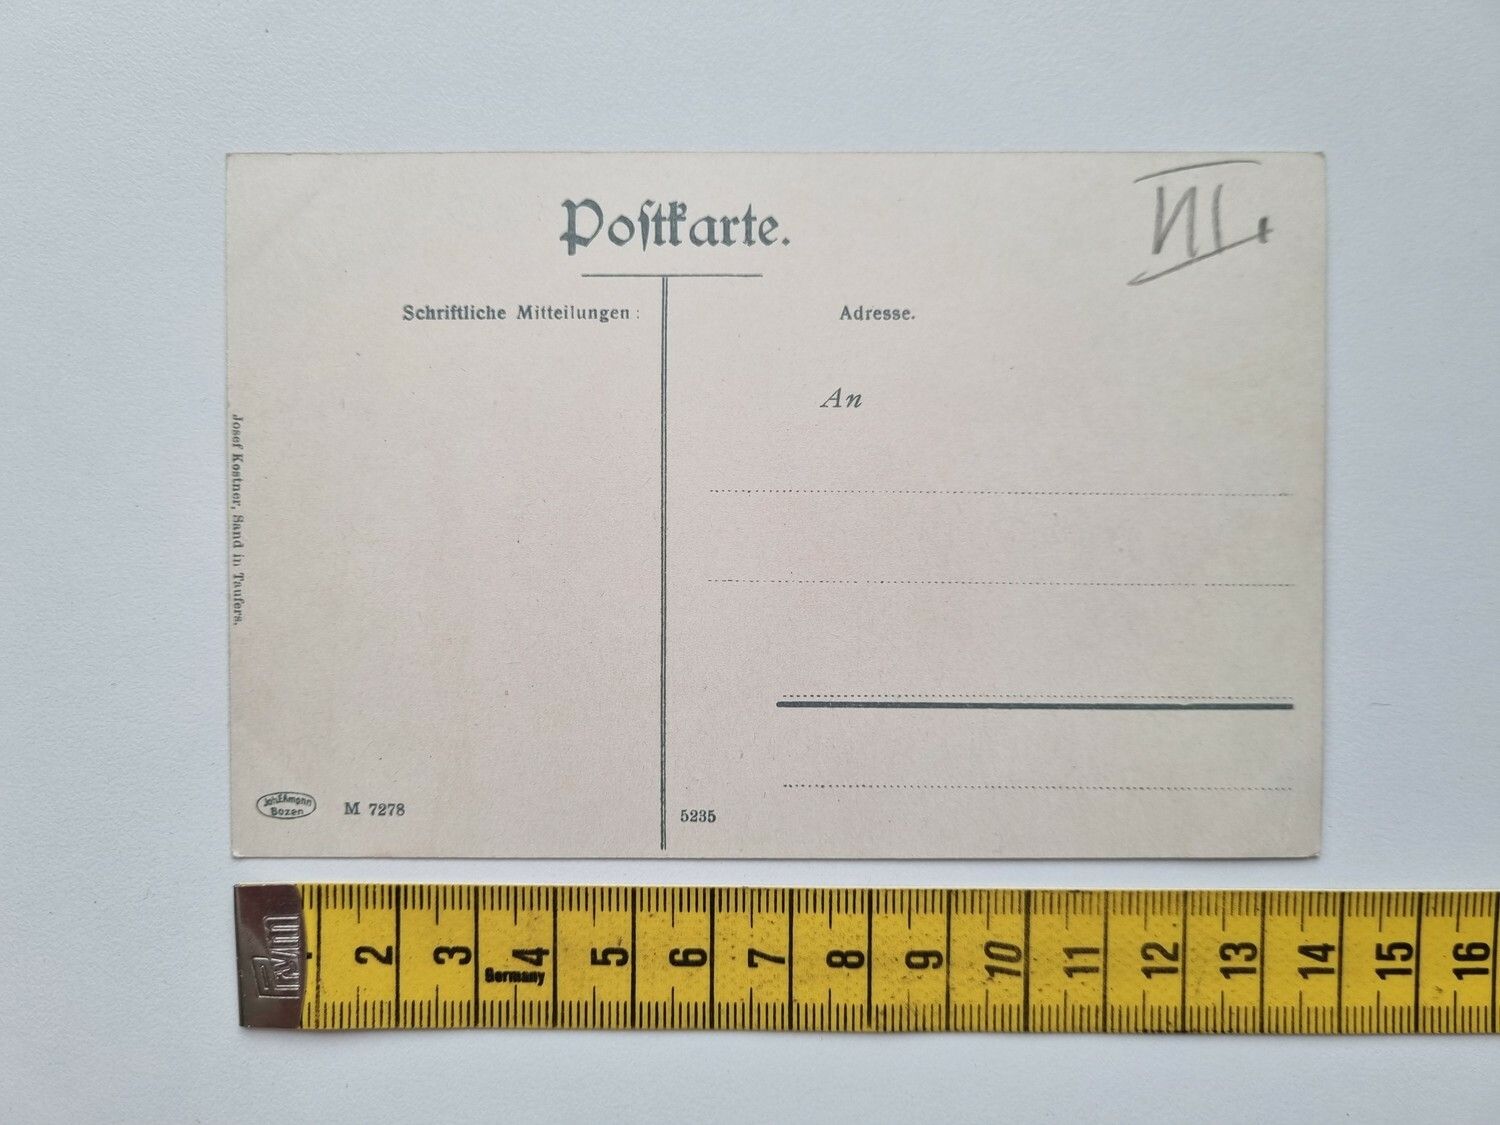 Postkarte.
Schriftliche Mitteilungen:
Adresse.
An
Josef Kostner, Sand in Taufers.
Joh. F. Amonn
Bozen
M 7278
5235
Prym
2 3 4 5 6 7 8 9 10 11 12 13 14 15 16
Germany